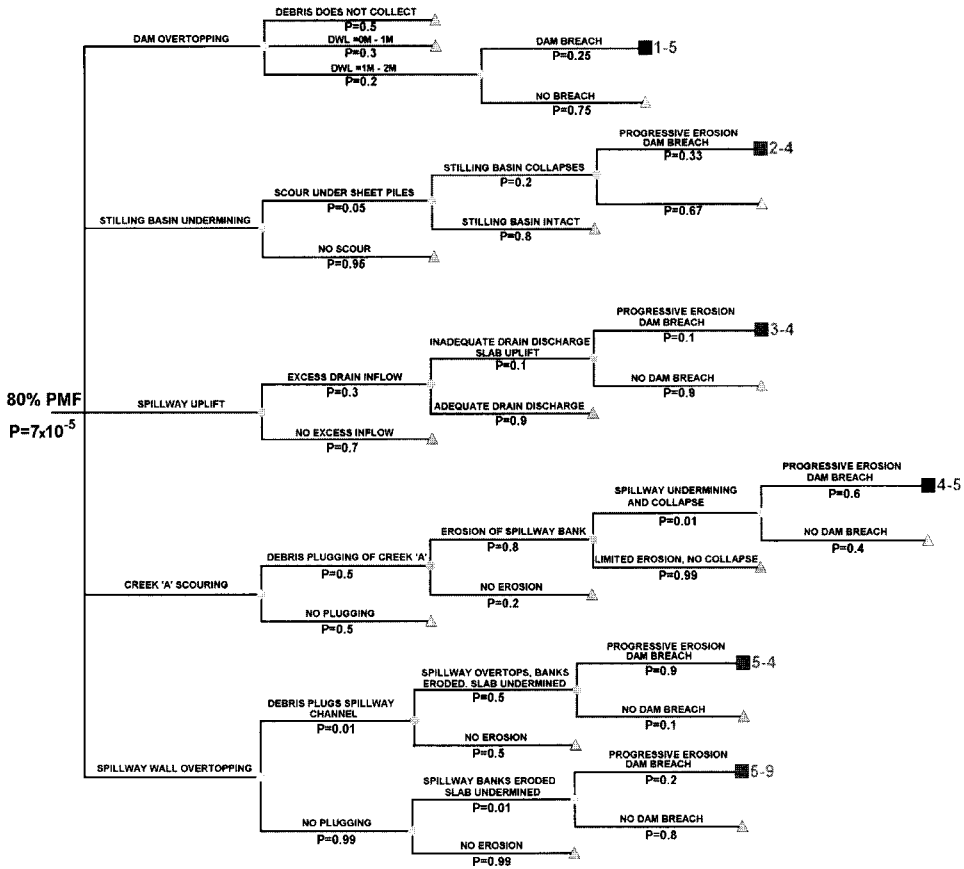 DEBRIS DOES NOT COLLECT
P=0.5
DAM OVERTOPPING
DWL =0M - 1M
P=0.3
DWL =1M - 2M
P=0.2
DAM BREACH
P=0.25
1-5
NO BREACH
P=0.75
PROGRESSIVE EROSION
DAM BREACH
P=0.33
2-4
STILLING BASIN COLLAPSES
P=0.2
P=0.67
SCOUR UNDER SHEET PILES
P=0.05
STILLING BASIN INTACT
P=0.8
STILLING BASIN UNDERMINING
NO SCOUR
P=0.95
PROGRESSIVE EROSION
DAM BREACH
P=0.1
3-4
INADEQUATE DRAIN DISCHARGE
SLAB UPLIFT
P=0.1
NO DAM BREACH
P=0.9
EXCESS DRAIN INFLOW
P=0.3
ADEQUATE DRAIN DISCHARGE
P=0.9
80% PMF
P=7x10-5
SPILLWAY UPLIFT
NO EXCESS INFLOW
P=0.7
PROGRESSIVE EROSION
DAM BREACH
P=0.6
4-5
SPILLWAY UNDERMINING
AND COLLAPSE
P=0.01
NO DAM BREACH
P=0.4
EROSION OF SPILLWAY BANK
P=0.8
LIMITED EROSION, NO COLLAPSE
P=0.99
DEBRIS PLUGGING OF CREEK 'A'
P=0.5
NO EROSION
P=0.2
CREEK 'A' SCOURING
NO PLUGGING
P=0.5
PROGRESSIVE EROSION
DAM BREACH
P=0.9
5-4
SPILLWAY OVERTOPS, BANKS
ERODED. SLAB UNDERMINED
P=0.5
NO DAM BREACH
P=0.1
DEBRIS PLUGS SPILLWAY
CHANNEL
P=0.01
NO EROSION
P=0.5
SPILLWAY WALL OVERTOPPING
PROGRESSIVE EROSION
DAM BREACH
P=0.2
5-9
SPILLWAY BANKS ERODED
SLAB UNDERMINED
P=0.01
NO DAM BREACH
P=0.8
NO PLUGGING
P=0.99
NO EROSION
P=0.99